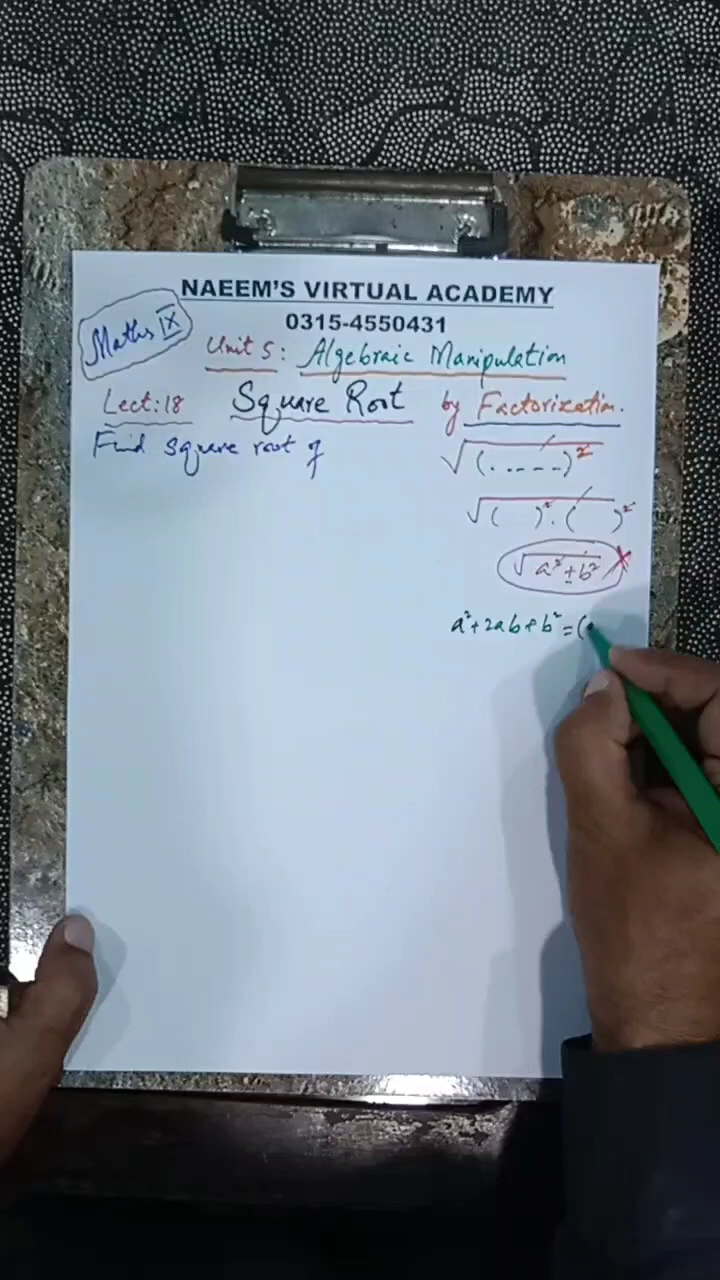 NAEEM'S VIRTUAL ACADEMY
0315-4550431
Maths IX
Unit 5: Algebraic Manipulation
Lect:18 Square Root by Factorization.
Find square root of
√(.....)²
√( )².( )²
√a²±b² ×
a²+2ab+b²=(